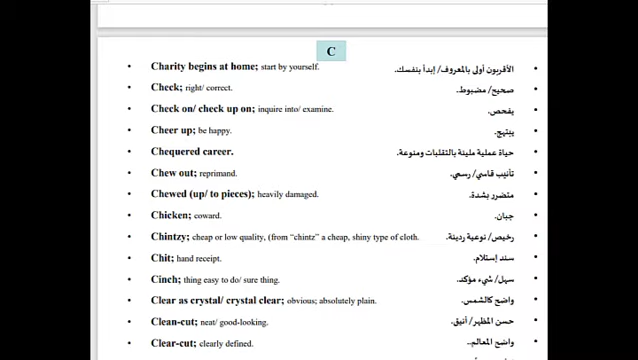 C
• Charity begins at home; start by yourself. الأقربون أولى بالمعروف/ إبدأ بنفسك. •
• Check; right/ correct. صحيح/ مضبوط. •
• Check on/ check up on; inquire into/ examine. يفحص. •
• Cheer up; be happy. يبتهج. •
• Chequered career. حياة عملية مليئة بالتقلبات ومنوعة. •
• Chew out; reprimand. تأنيب قاسي/ رسمي. •
• Chewed (up/ to pieces); heavily damaged. متضرر بشدة. •
• Chicken; coward. جبان. •
• Chintzy; cheap or low quality, (from “chintz” a cheap, shiny type of cloth. رخيص/ نوعية رديئة. •
• Chit; hand receipt. سند إستلام. •
• Cinch; thing easy to do/ sure thing. سهل/ شيء مؤكد. •
• Clear as crystal/ crystal clear; obvious; absolutely plain. واضح كالشمس. •
• Clean-cut; neat/ good-looking. حسن المظهر/ أنيق. •
• Clear-cut; clearly defined. واضح المعالم.. •